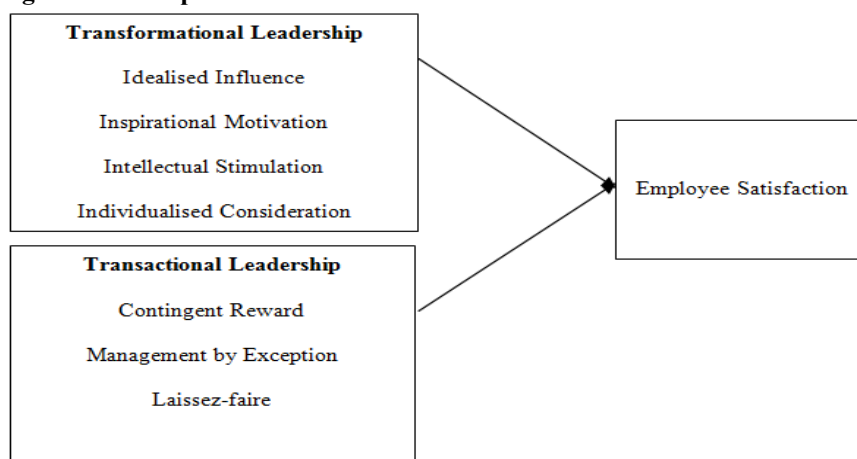 Transformational Leadership
Idealised Influence
Inspirational Motivation
Intellectual Stimulation
Individualised Consideration
Employee Satisfaction
Transactional Leadership
Contingent Reward
Management by Exception
Laissez-faire